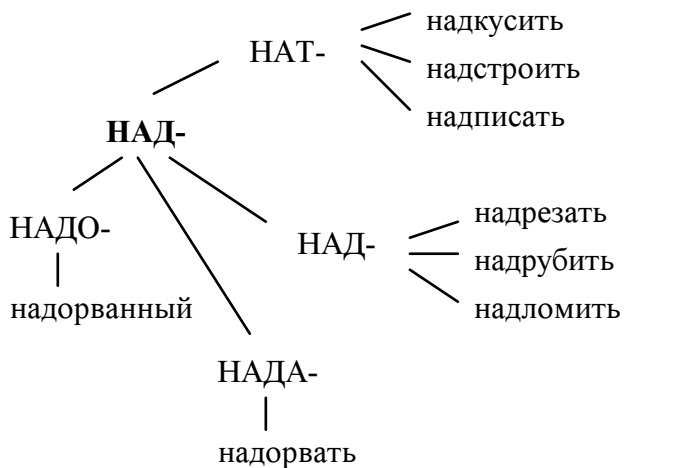 надкусить
НАТ-
надстроить
надписать
НАД-
надрезать
НАДО-
НАД-
надрубить
надорванный
надломить
НАДА-
надорвать